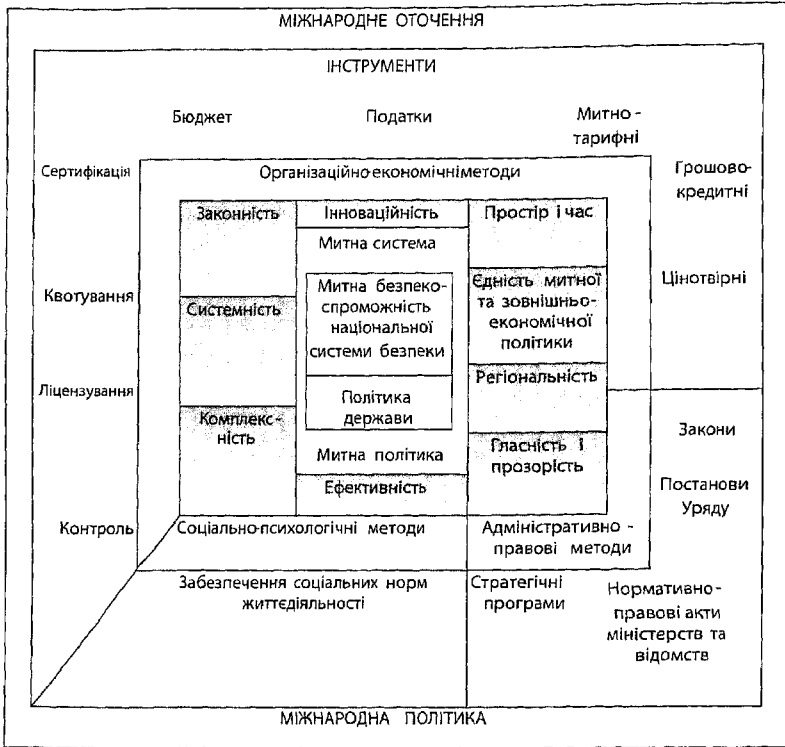 МІЖНАРОДНЕ ОТОЧЕННЯ
ІНСТРУМЕНТИ
Бюджет
Податки
Митно-
тарифні
Сертифікація
Організаційно-економічніметоди
Грошово-
кредитні
Законність
Інноваційність
Простір і час
Митна система
Квотування
Системність
Митна безпеко-
спроможність
національної
системи безпеки
Єдність митної
та зовнішньо-
економічної
політики
Цінотвірні
Ліцензування
Комплекс-
ність
Політика
держави
Регіональність
Митна політика
Ефективність
Гласність і
прозорість
Закони
Постанови
Уряду
Контроль
Соціально-психологічні методи
Адміністративно-
правові методи
Забезпечення соціальних норм
життєдіяльності
Стратегічні
програми
Нормативно-
правові акти
міністерств та
відомств
МІЖНАРОДНА ПОЛІТИКА